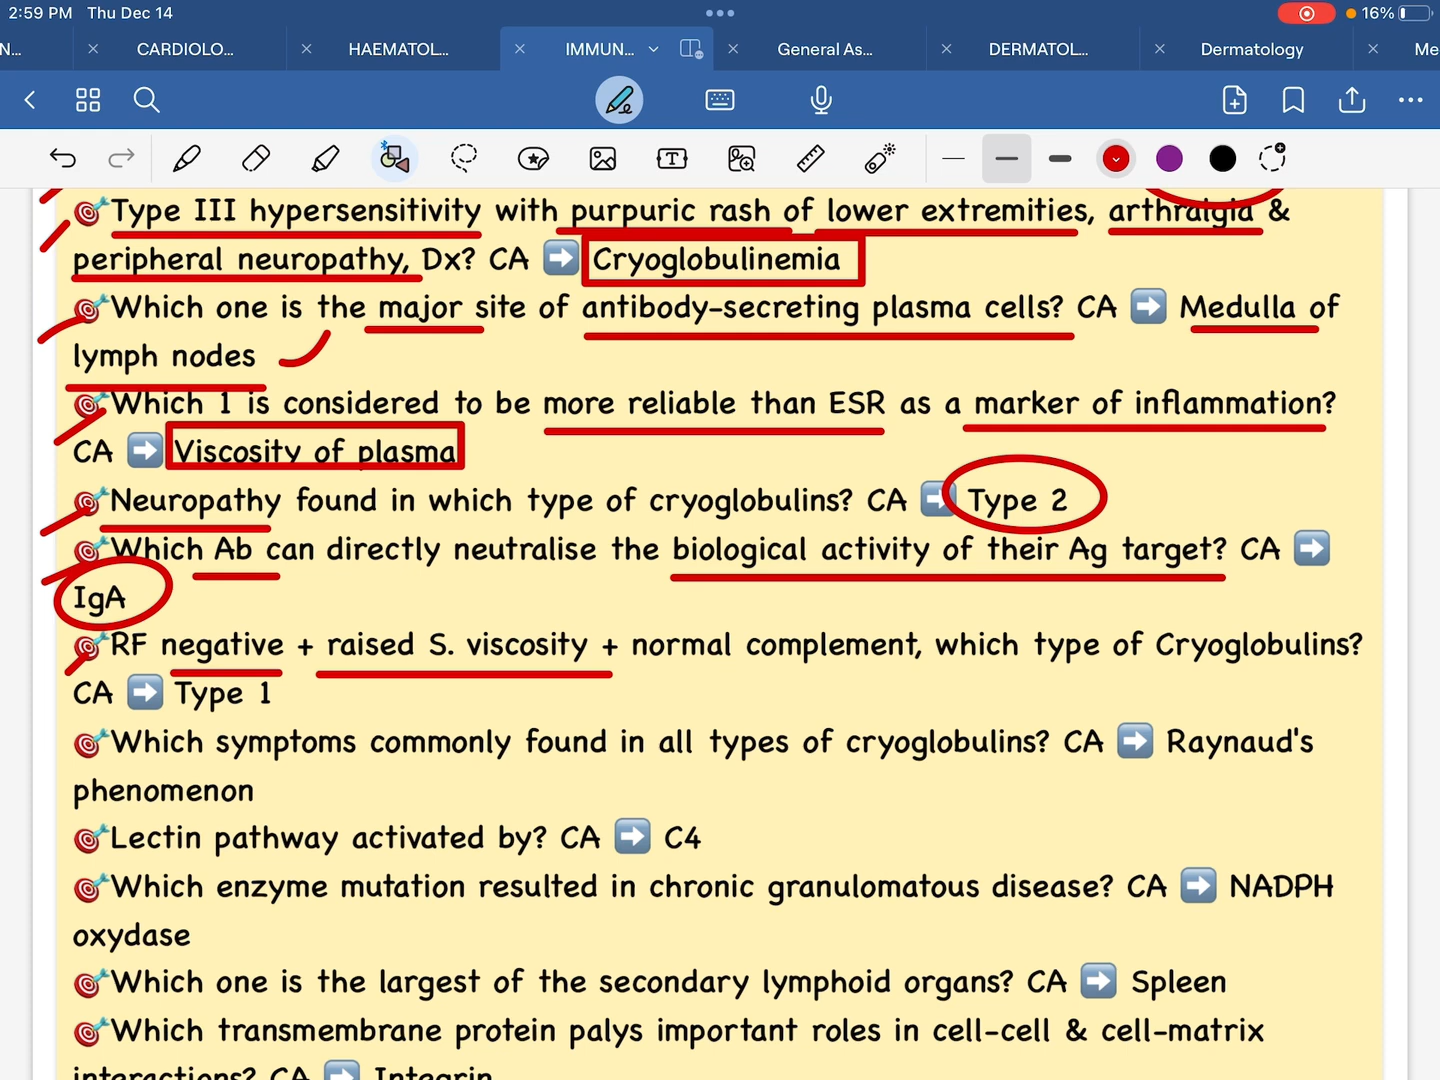 2:59 PM Thu Dec 14
16%
N...
CARDIOLO...
HAEMATOL...
IMMUN...
General As...
DERMATOL...
Dermatology
Me
🎯Type III hypersensitivity with purpuric rash of lower extremities, arthralgia &
peripheral neuropathy, Dx? CA ➡️ Cryoglobulinemia
🎯Which one is the major site of antibody-secreting plasma cells? CA ➡️ Medulla of
lymph nodes
🎯Which 1 is considered to be more reliable than ESR as a marker of inflammation?
CA ➡️ Viscosity of plasma
🎯Neuropathy found in which type of cryoglobulins? CA ➡️ Type 2
🎯Which Ab can directly neutralise the biological activity of their Ag target? CA ➡️
IgA
🎯RF negative + raised S. viscosity + normal complement, which type of Cryoglobulins?
CA ➡️ Type 1
🎯Which symptoms commonly found in all types of cryoglobulins? CA ➡️ Raynaud's
phenomenon
🎯Lectin pathway activated by? CA ➡️ C4
🎯Which enzyme mutation resulted in chronic granulomatous disease? CA ➡️ NADPH
oxydase
🎯Which one is the largest of the secondary lymphoid organs? CA ➡️ Spleen
🎯Which transmembrane protein palys important roles in cell-cell & cell-matrix
interactions? CA ➡️ Integrin